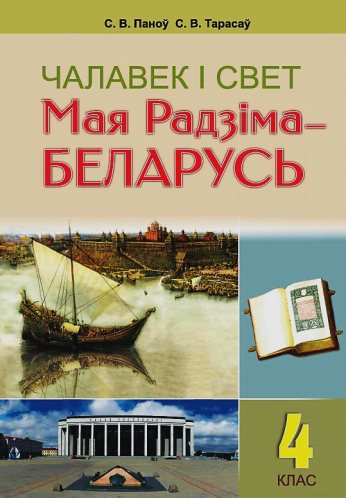 С. В. Паноў С. В. Тарасаў
ЧАЛАВЕК І СВЕТ
Мая Радзіма–
БЕЛАРУСЬ
4
КЛАС